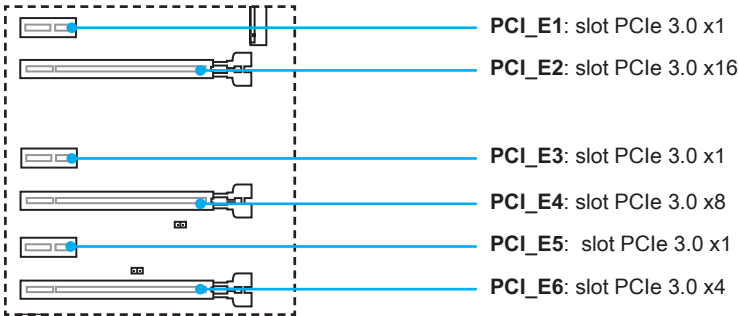 PCI_E1: slot PCIe 3.0 x1
PCI_E2: slot PCIe 3.0 x16
PCI_E3: slot PCIe 3.0 x1
PCI_E4: slot PCIe 3.0 x8
PCI_E5: slot PCIe 3.0 x1
PCI_E6: slot PCIe 3.0 x4